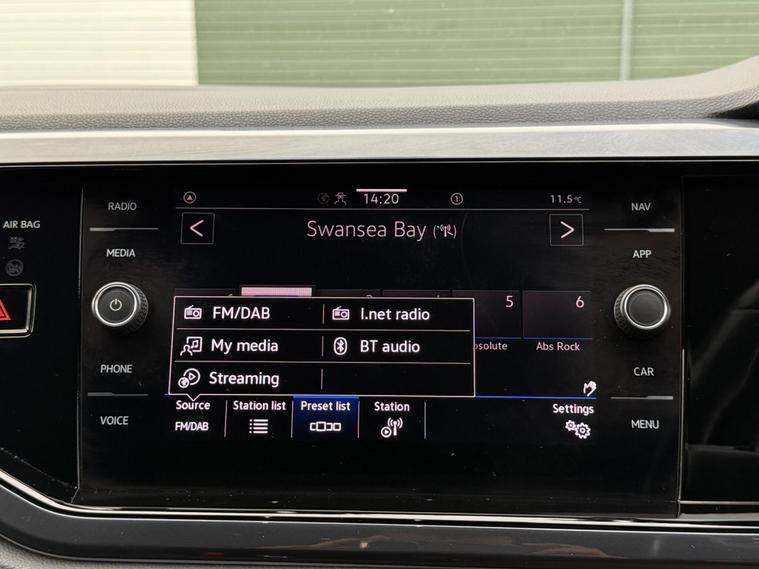 RADIO
14:20
1
11.5°C
NAV
AIR BAG
Swansea Bay
MEDIA
APP
5
6
FM/DAB
I.net radio
My media
BT audio
Abs Rock
PHONE
Streaming
CAR
Source
Station list
Preset list
Station
Settings
FM/DAB
VOICE
MENU